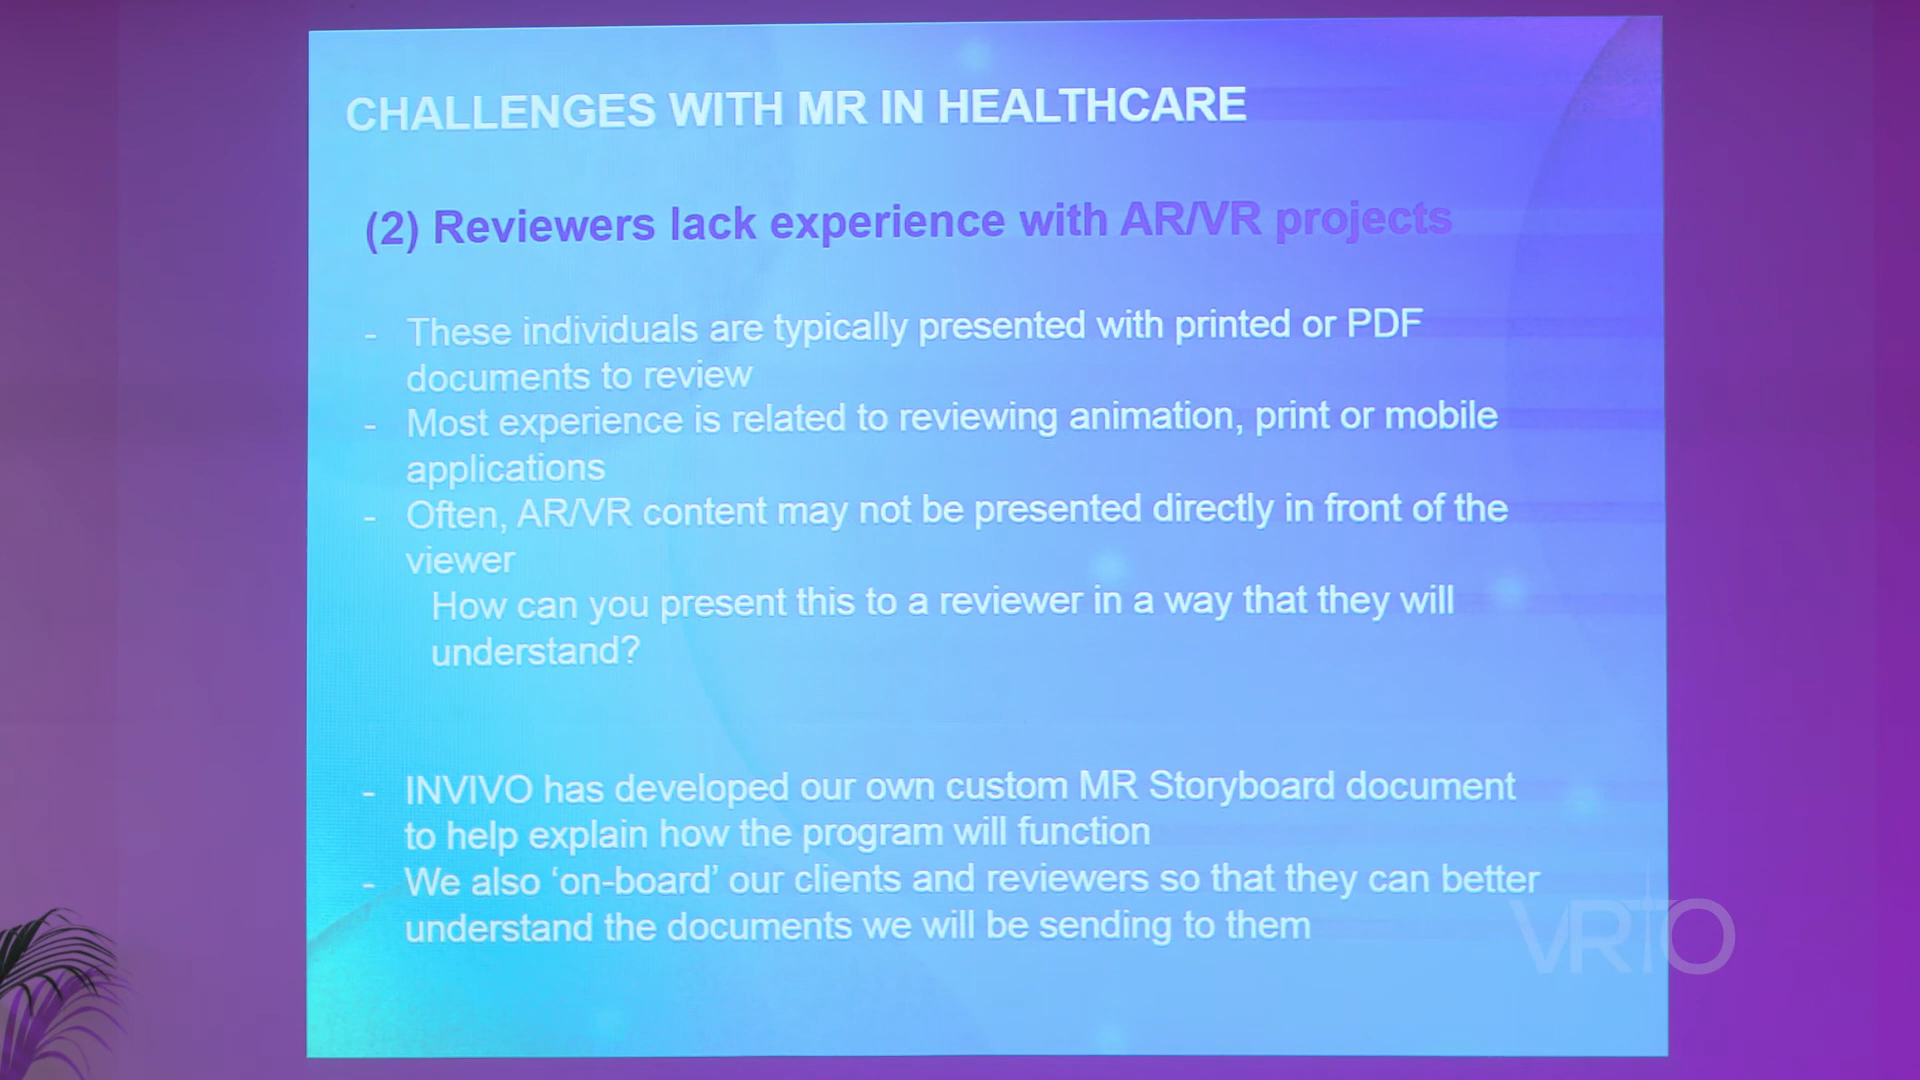 CHALLENGES WITH MR IN HEALTHCARE
(2) Reviewers lack experience with AR/VR projects
- These individuals are typically presented with printed or PDF
documents to review
- Most experience is related to reviewing animation, print or mobile
applications
- Often, AR/VR content may not be presented directly in front of the
viewer
How can you present this to a reviewer in a way that they will
understand?
- INVIVO has developed our own custom MR Storyboard document
to help explain how the program will function
- We also ‘on-board’ our clients and reviewers so that they can better
understand the documents we will be sending to them
VRTO